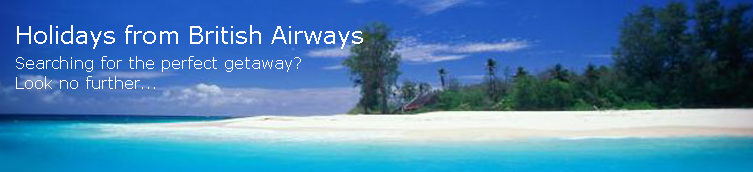 Holidays from British Airways
Searching for the perfect getaway?
Look no further...